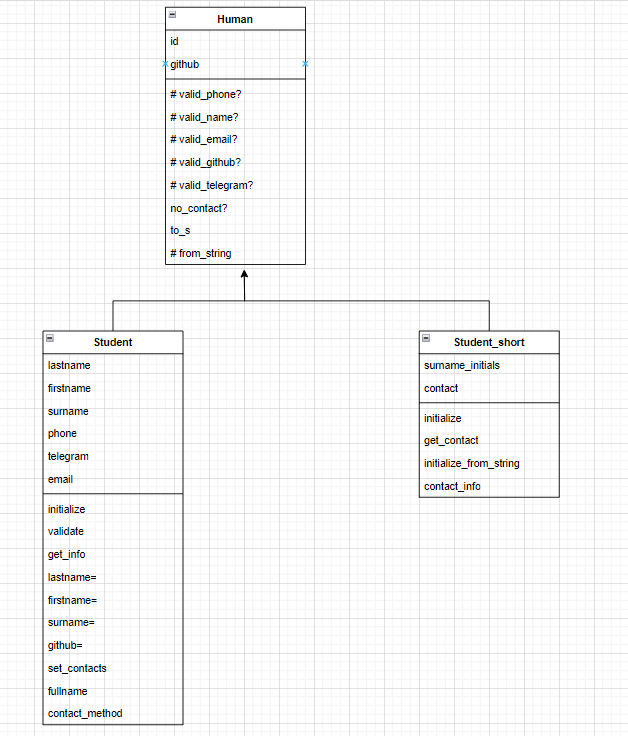 Human
id
github
# valid_phone?
# valid_name?
# valid_email?
# valid_github?
# valid_telegram?
no_contact?
to_s
# from_string
Student
lastname
firstname
surname
phone
telegram
email
initialize
validate
get_info
lastname=
firstname=
surname=
github=
set_contacts
fullname
contact_method
Student_short
surname_initials
contact
initialize
get_contact
initialize_from_string
contact_info